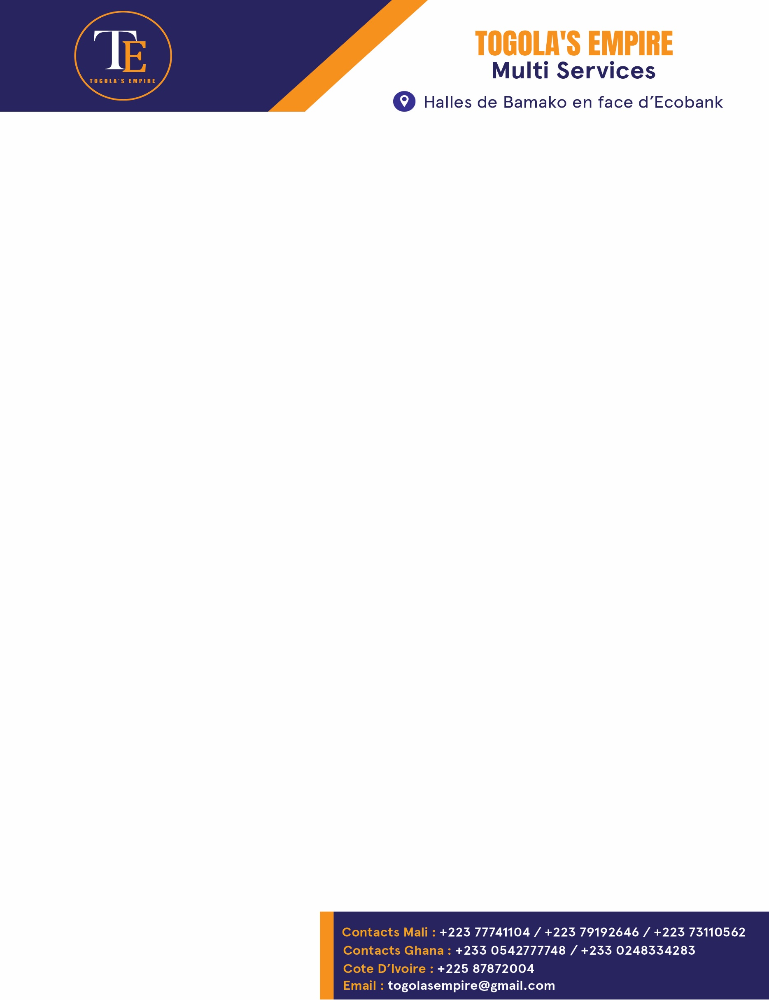 TE
TOGOLA'S EMPIRE
TOGOLA'S EMPIRE
Multi Services
Halles de Bamako en face d’Ecobank
Contacts Mali : +223 77741104 / +223 79192646 / +223 73110562
Contacts Ghana : +233 0542777748 / +233 0248334283
Cote D’Ivoire : +225 87872004
Email : togolasempire@gmail.com